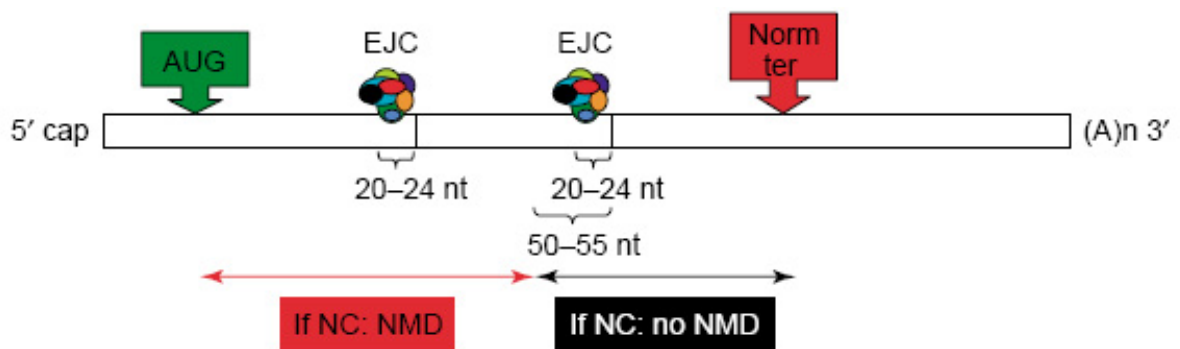 AUG
EJC
EJC
Norm
ter
5′ cap
(A)n 3′
20–24 nt
20–24 nt
50–55 nt
If NC: NMD
If NC: no NMD